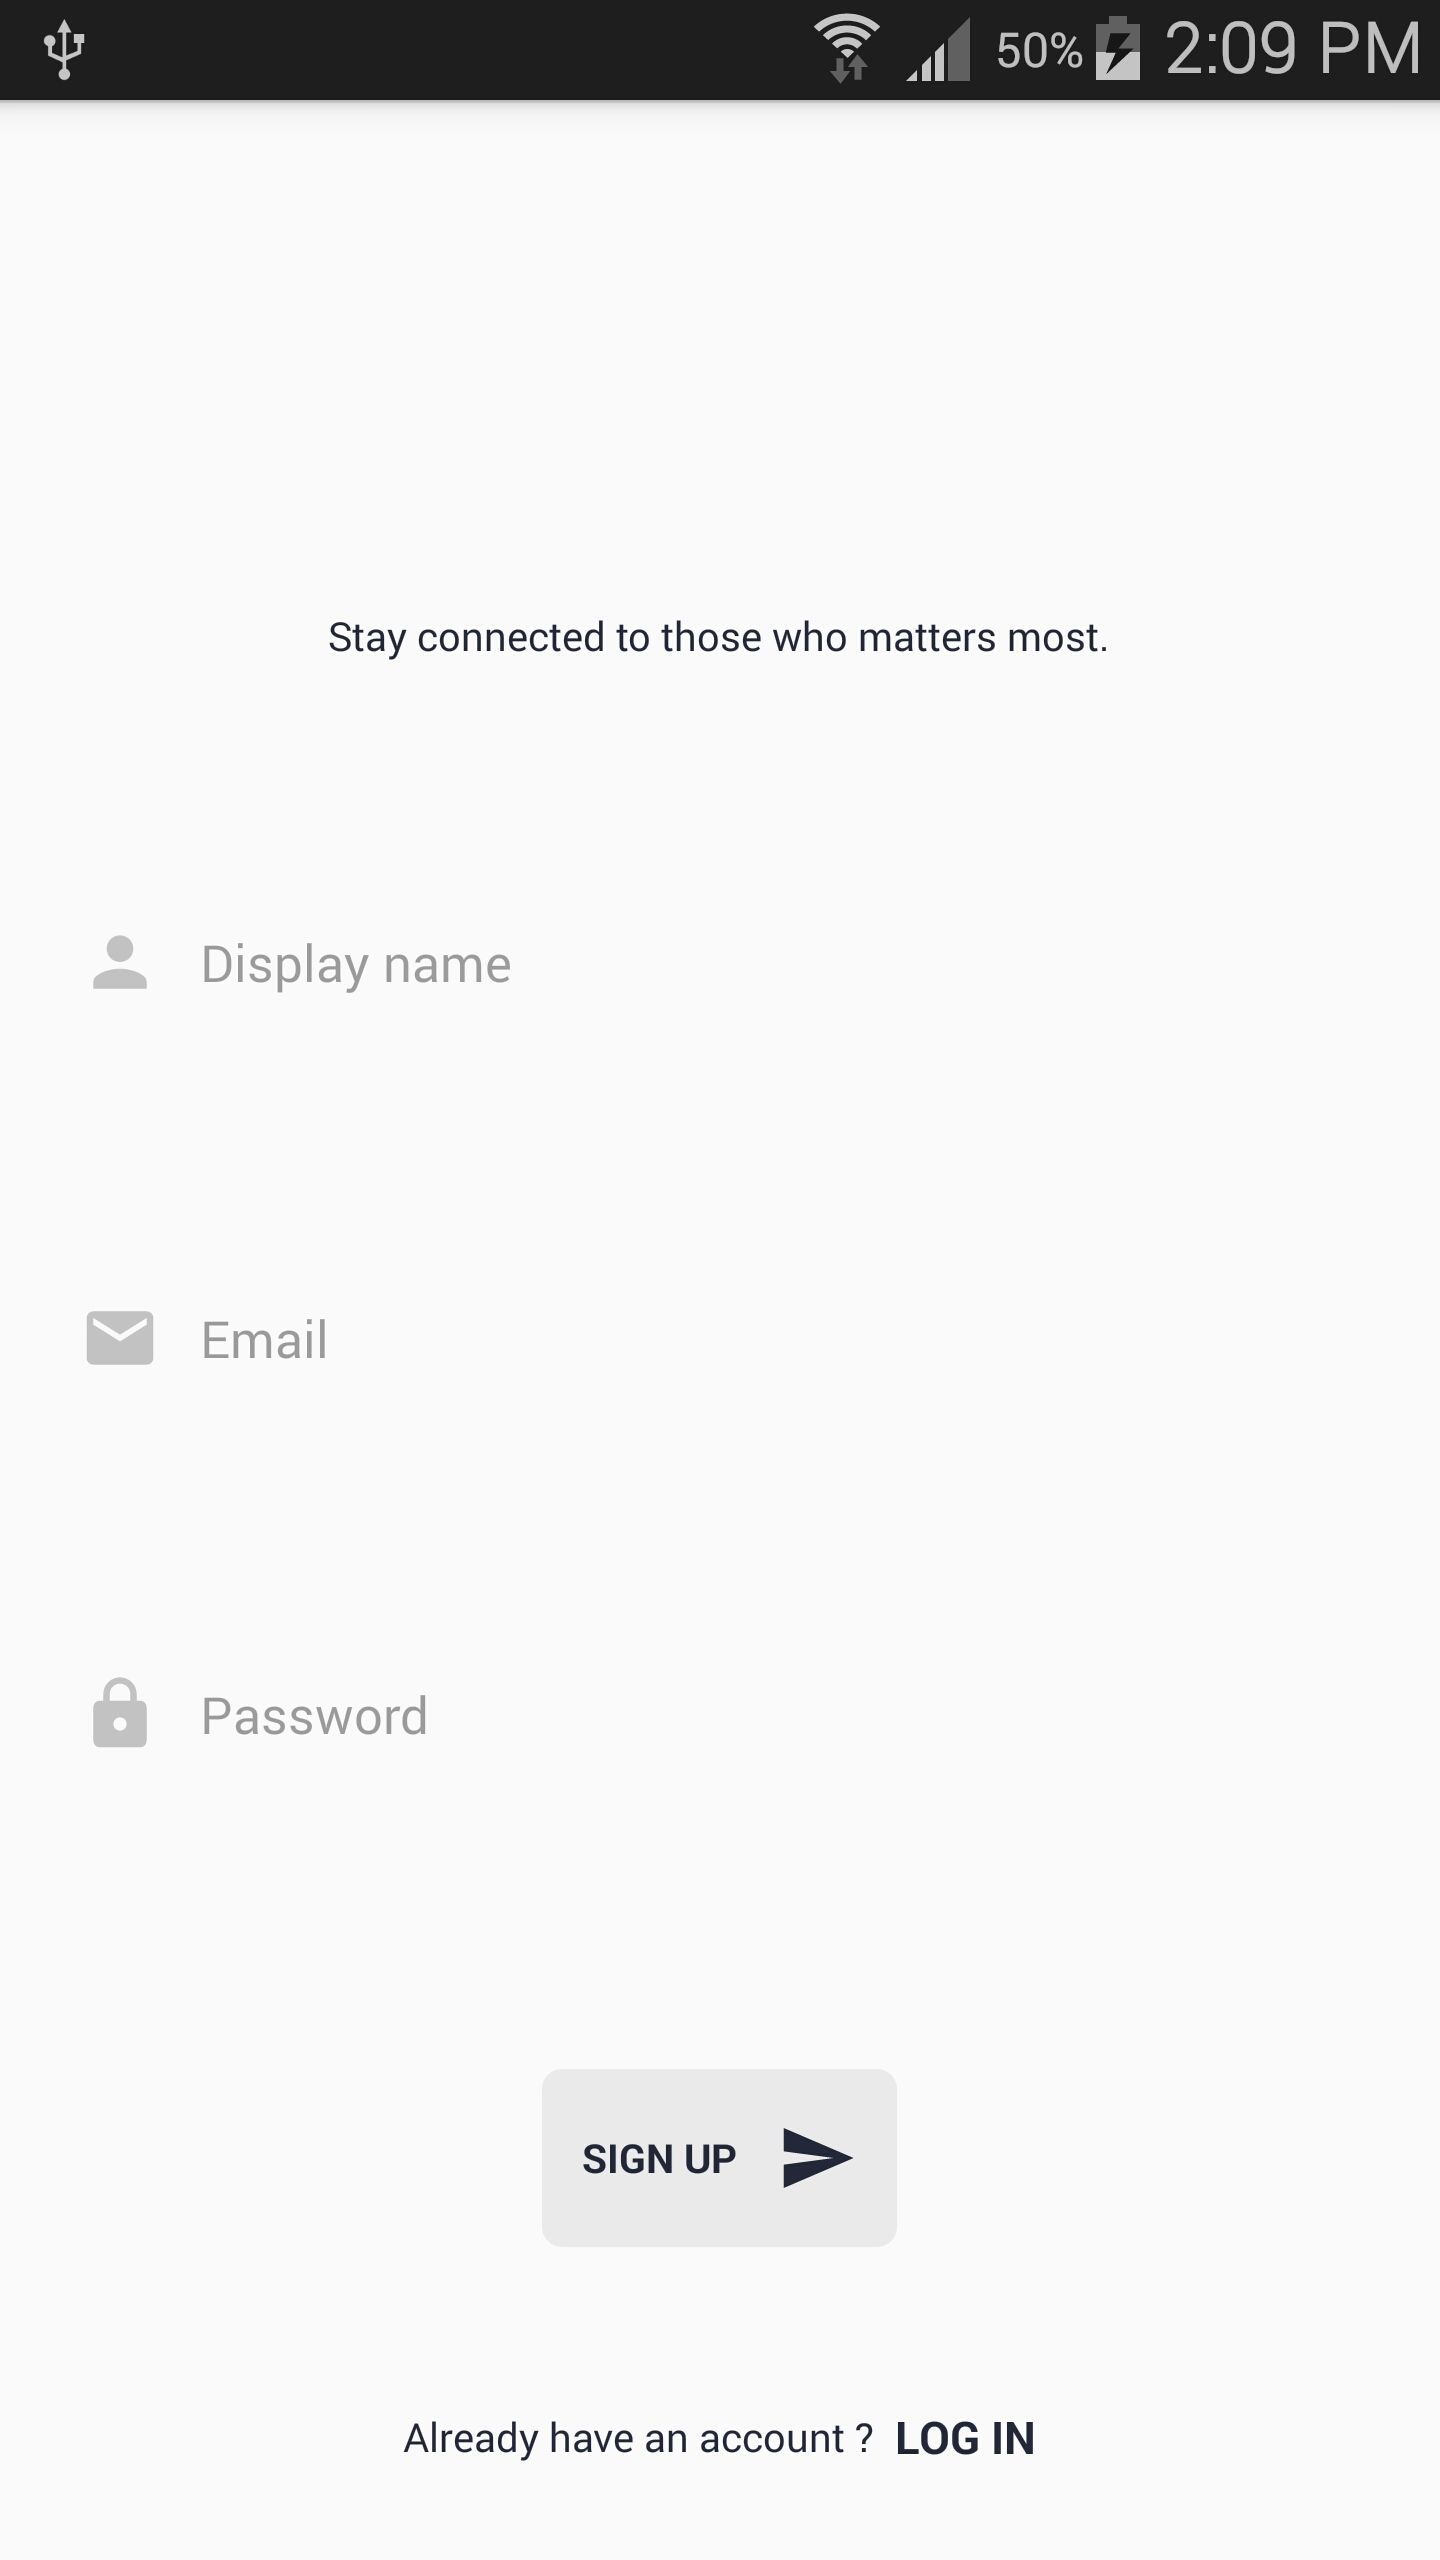 50% 2:09 PM
Stay connected to those who matters most.
Display name
Email
Password
SIGN UP
Already have an account ? LOG IN